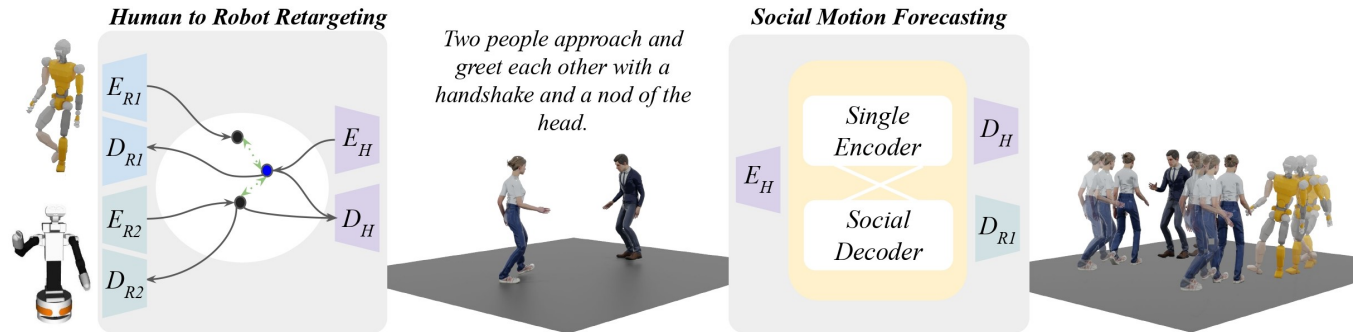 Human to Robot Retargeting
E_R1
D_R1
E_R2
D_R2
E_H
D_H
Two people approach and
greet each other with a
handshake and a nod of the
head.
Social Motion Forecasting
E_H
Single
Encoder
Social
Decoder
D_H
D_R1